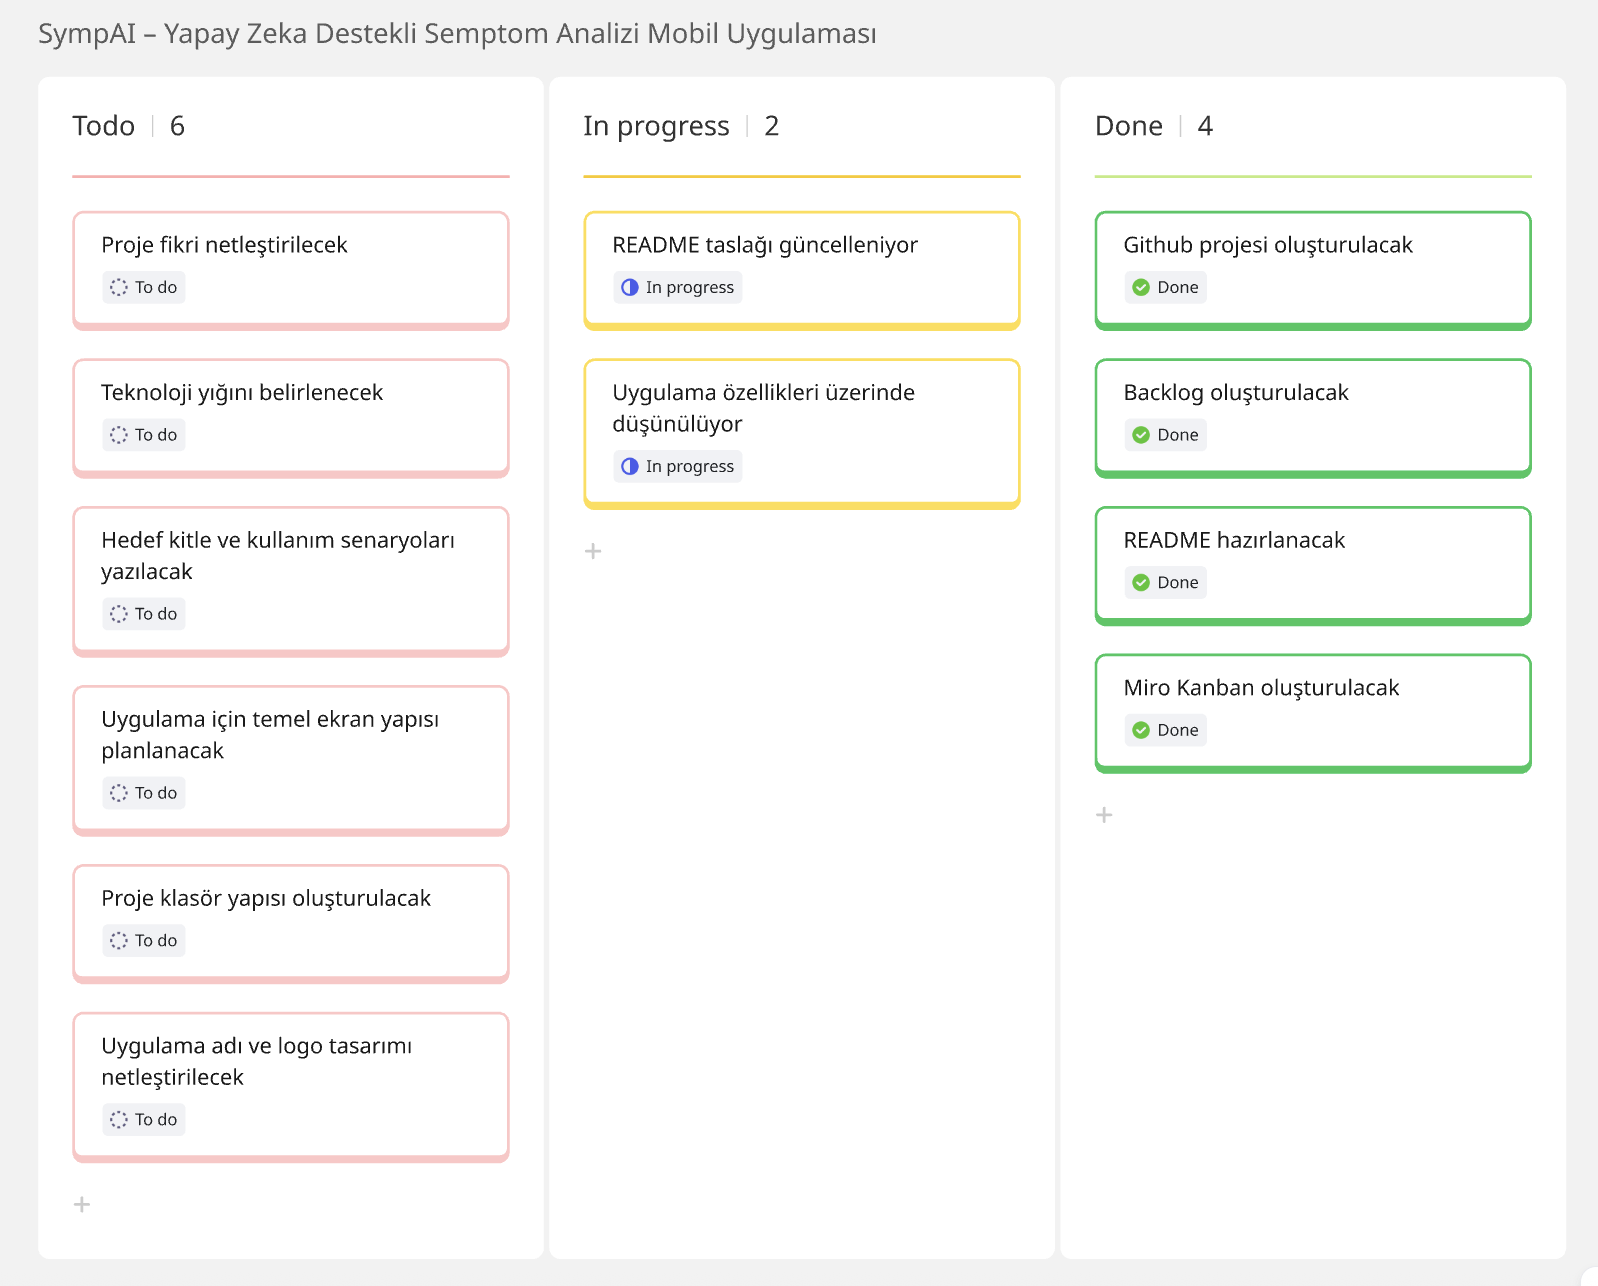 SympAI – Yapay Zeka Destekli Semptom Analizi Mobil Uygulaması
Todo | 6
Proje fikri netleştirilecek
To do
Teknoloji yığını belirlenecek
To do
Hedef kitle ve kullanım senaryoları
yazılacak
To do
Uygulama için temel ekran yapısı
planlanacak
To do
Proje klasör yapısı oluşturulacak
To do
Uygulama adı ve logo tasarımı
netleştirilecek
To do
+
In progress | 2
README taslağı güncelleniyor
In progress
Uygulama özellikleri üzerinde
düşünülüyor
In progress
+
Done | 4
Github projesi oluşturulacak
Done
Backlog oluşturulacak
Done
README hazırlanacak
Done
Miro Kanban oluşturulacak
Done
+